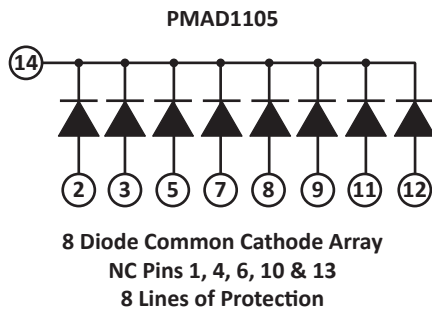 PMAD1105
14
2 3 5 7 8 9 11 12
8 Diode Common Cathode Array
NC Pins 1, 4, 6, 10 & 13
8 Lines of Protection